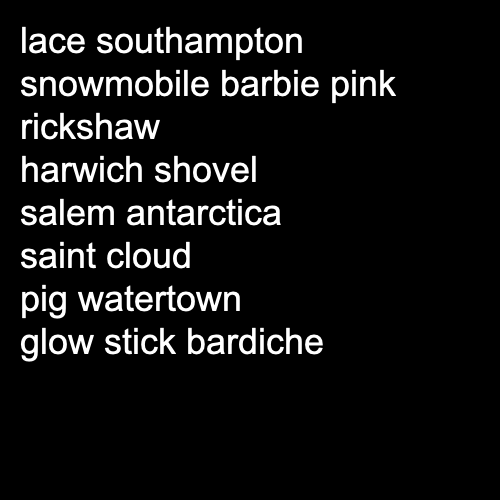 lace southampton
snowmobile barbie pink
rickshaw
harwich shovel
salem antarctica
saint cloud
pig watertown
glow stick bardiche